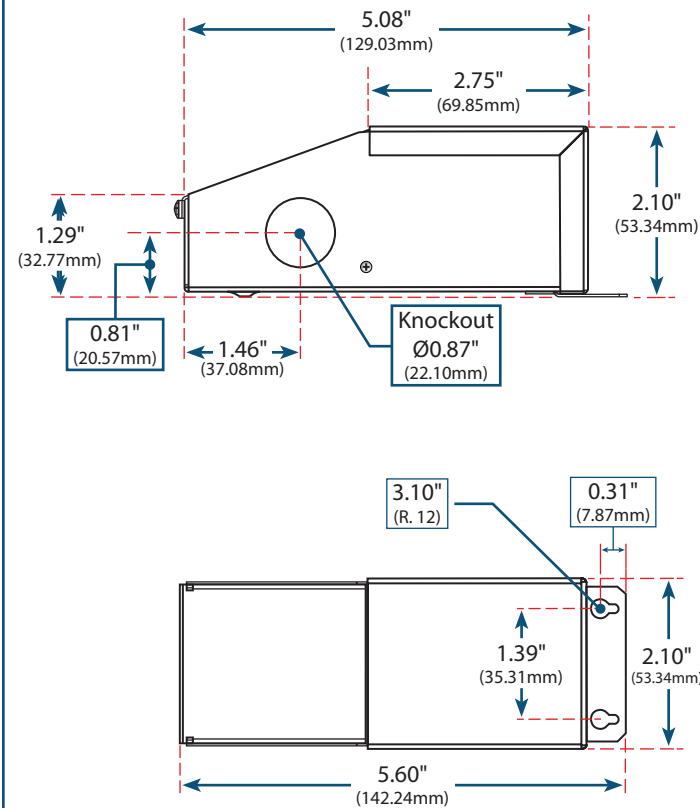 5.08"
(129.03mm)
2.75"
(69.85mm)
2.10"
(53.34mm)
1.29"
(32.77mm)
0.81"
(20.57mm)
1.46"
(37.08mm)
Knockout
Ø0.87"
(22.10mm)
3.10"
(R. 12)
0.31"
(7.87mm)
1.39"
(35.31mm)
2.10"
(53.34mm)
5.60"
(142.24mm)